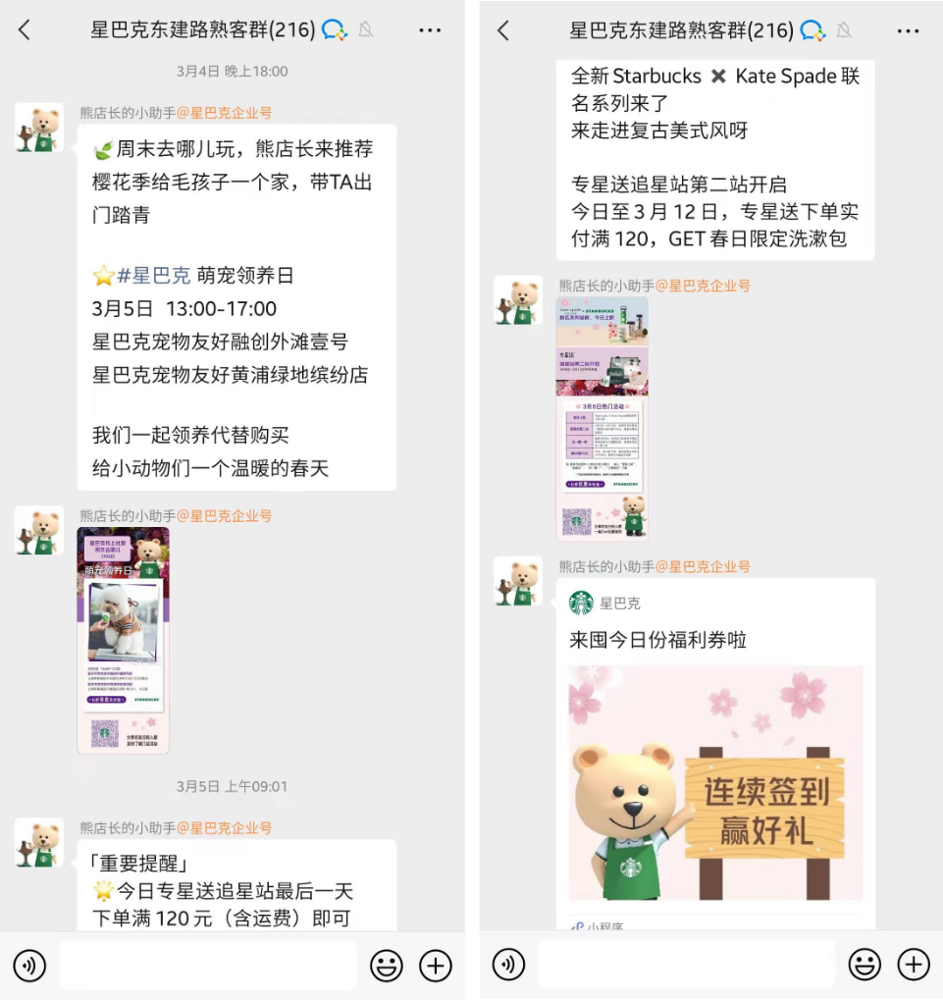 星巴克东建路熟客群(216)
3月4日 晚上18:00
熊店长的小助手@星巴克企业号
周末去哪儿玩，熊店长来推荐
樱花季给毛孩子一个家，带TA出
门踏青
#星巴克 萌宠领养日
3月5日 13:00-17:00
星巴克宠物友好融创外滩壹号
星巴克宠物友好黄浦绿地缤纷店
我们一起领养代替购买
给小动物们一个温暖的春天
熊店长的小助手@星巴克企业号
萌宠领养日
3月5日 上午09:01
熊店长的小助手@星巴克企业号
「重要提醒」
今日专星送追星站最后一天
下单满 120 元（含运费）即可
星巴克东建路熟客群(216)
全新 Starbucks ✖ Kate Spade 联
名系列来了
来走进复古美式风呀
专星送追星站第二站开启
今日至 3 月 12 日，专星送下单实
付满 120，GET 春日限定洗漱包
熊店长的小助手@星巴克企业号
专星送
追星站第二站开启
3月8日热门活动
STARBUCKS
熊店长的小助手@星巴克企业号
星巴克
来囤今日份福利券啦
连续签到
赢好礼
小程序